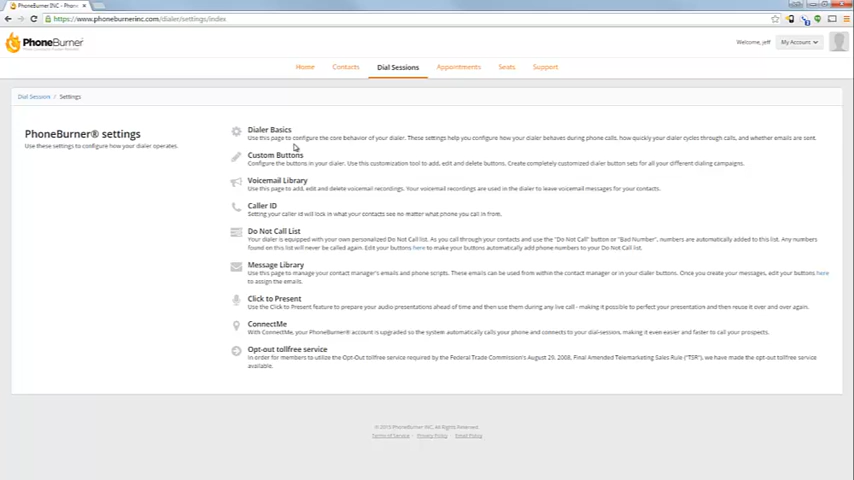 PhoneBurner INC - Phone
https://www.phoneburnerinc.com/dialer/settings/index
PhoneBurner
Welcome, jeff
My Account
Home Contacts Dial Sessions Appointments Seats Support
Dial Session / Settings
PhoneBurner® settings
Use these settings to configure how your dialer operates.
Dialer Basics
Use this page to configure the core behavior of your dialer. These settings help you configure how your dialer behaves during phone calls, how quickly your dialer cycles through calls, and whether emails are sent.
Custom Buttons
Configure the buttons in your dialer. Use this customization tool to add, edit and delete buttons. Create completely customized dialer button sets for all your different dialing campaigns.
Voicemail Library
Use this page to add, edit and delete voicemail recordings. Your voicemail recordings are used in the dialer to leave voicemail messages for your contacts.
Caller ID
Setting your caller id will lock in what your contacts see no matter what phone you call in from.
Do Not Call List
Your dialer is equipped with your own personalized Do Not Call list. As you call through your contacts and use the "Do Not Call" button or "Bad Number", numbers are automatically added to this list. Any numbers
found on this list will never be called again. Edit your buttons here to make your buttons automatically add phone numbers to your Do Not Call list.
Message Library
Use this page to manage your contact manager's emails and phone scripts. These emails can be used from within the contact manager or in your dialer buttons. Once you create your messages, edit your buttons here
to assign the emails.
Click to Present
Use the Click to Present feature to prepare your audio presentations ahead of time and then use them during any live call - making it possible to perfect your presentation and then reuse it over and over again.
ConnectMe
With ConnectMe, your PhoneBurner® account is upgraded so the system automatically calls your phone and connects to your dial-session, making it even easier and faster to call your prospects.
Opt-out tollfree service
In order for members to utilize the Opt-Out tollfree service required by the Federal Trade Commission's August 29, 2008, Final Amended Telemarketing Sales Rule ("TSR"), we have made the opt-out tollfree service
available.
PhoneBurner INC. All Rights Reserved.
Terms of Service - Privacy Policy - Email Policy